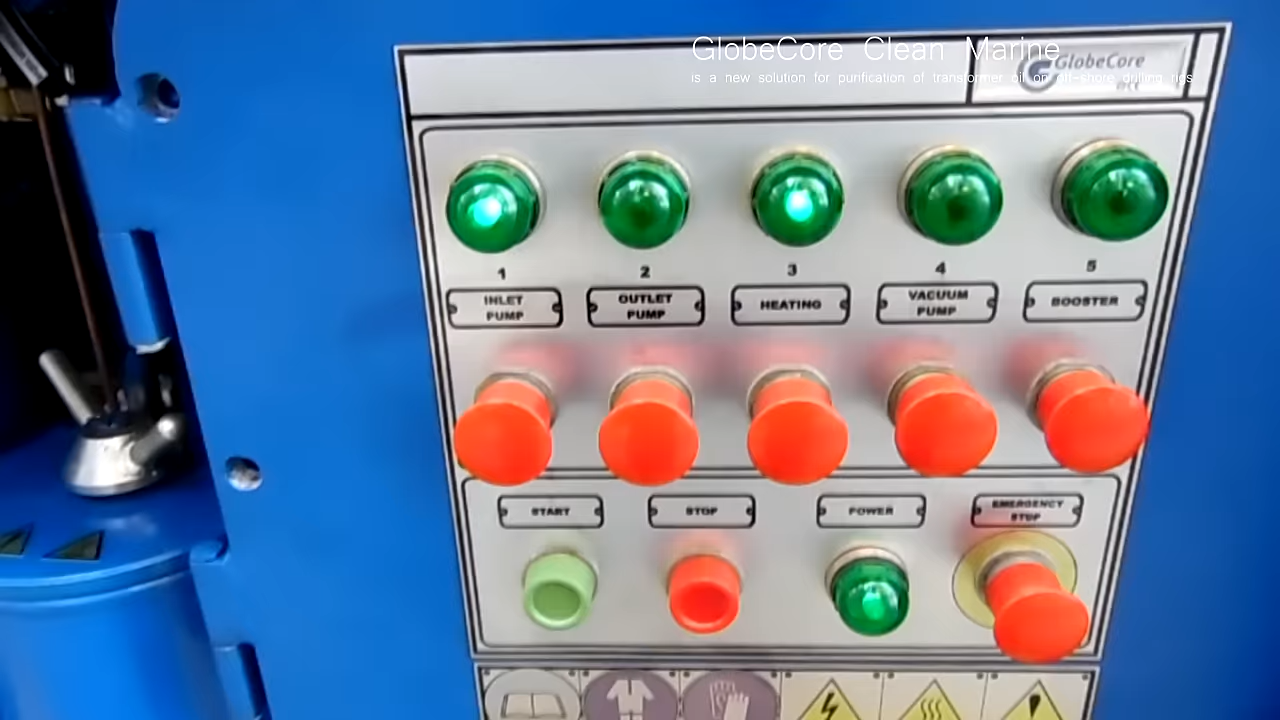 GlobeCore Clean Marine
is a new solution for purification of transformer oil on off-shore drilling rigs
GlobeCore
1 2 3 4 5
INLET PUMP
OUTLET PUMP
HEATING
VACUUM PUMP
BOOSTER
START
STOP
POWER
EMERGENCY STOP